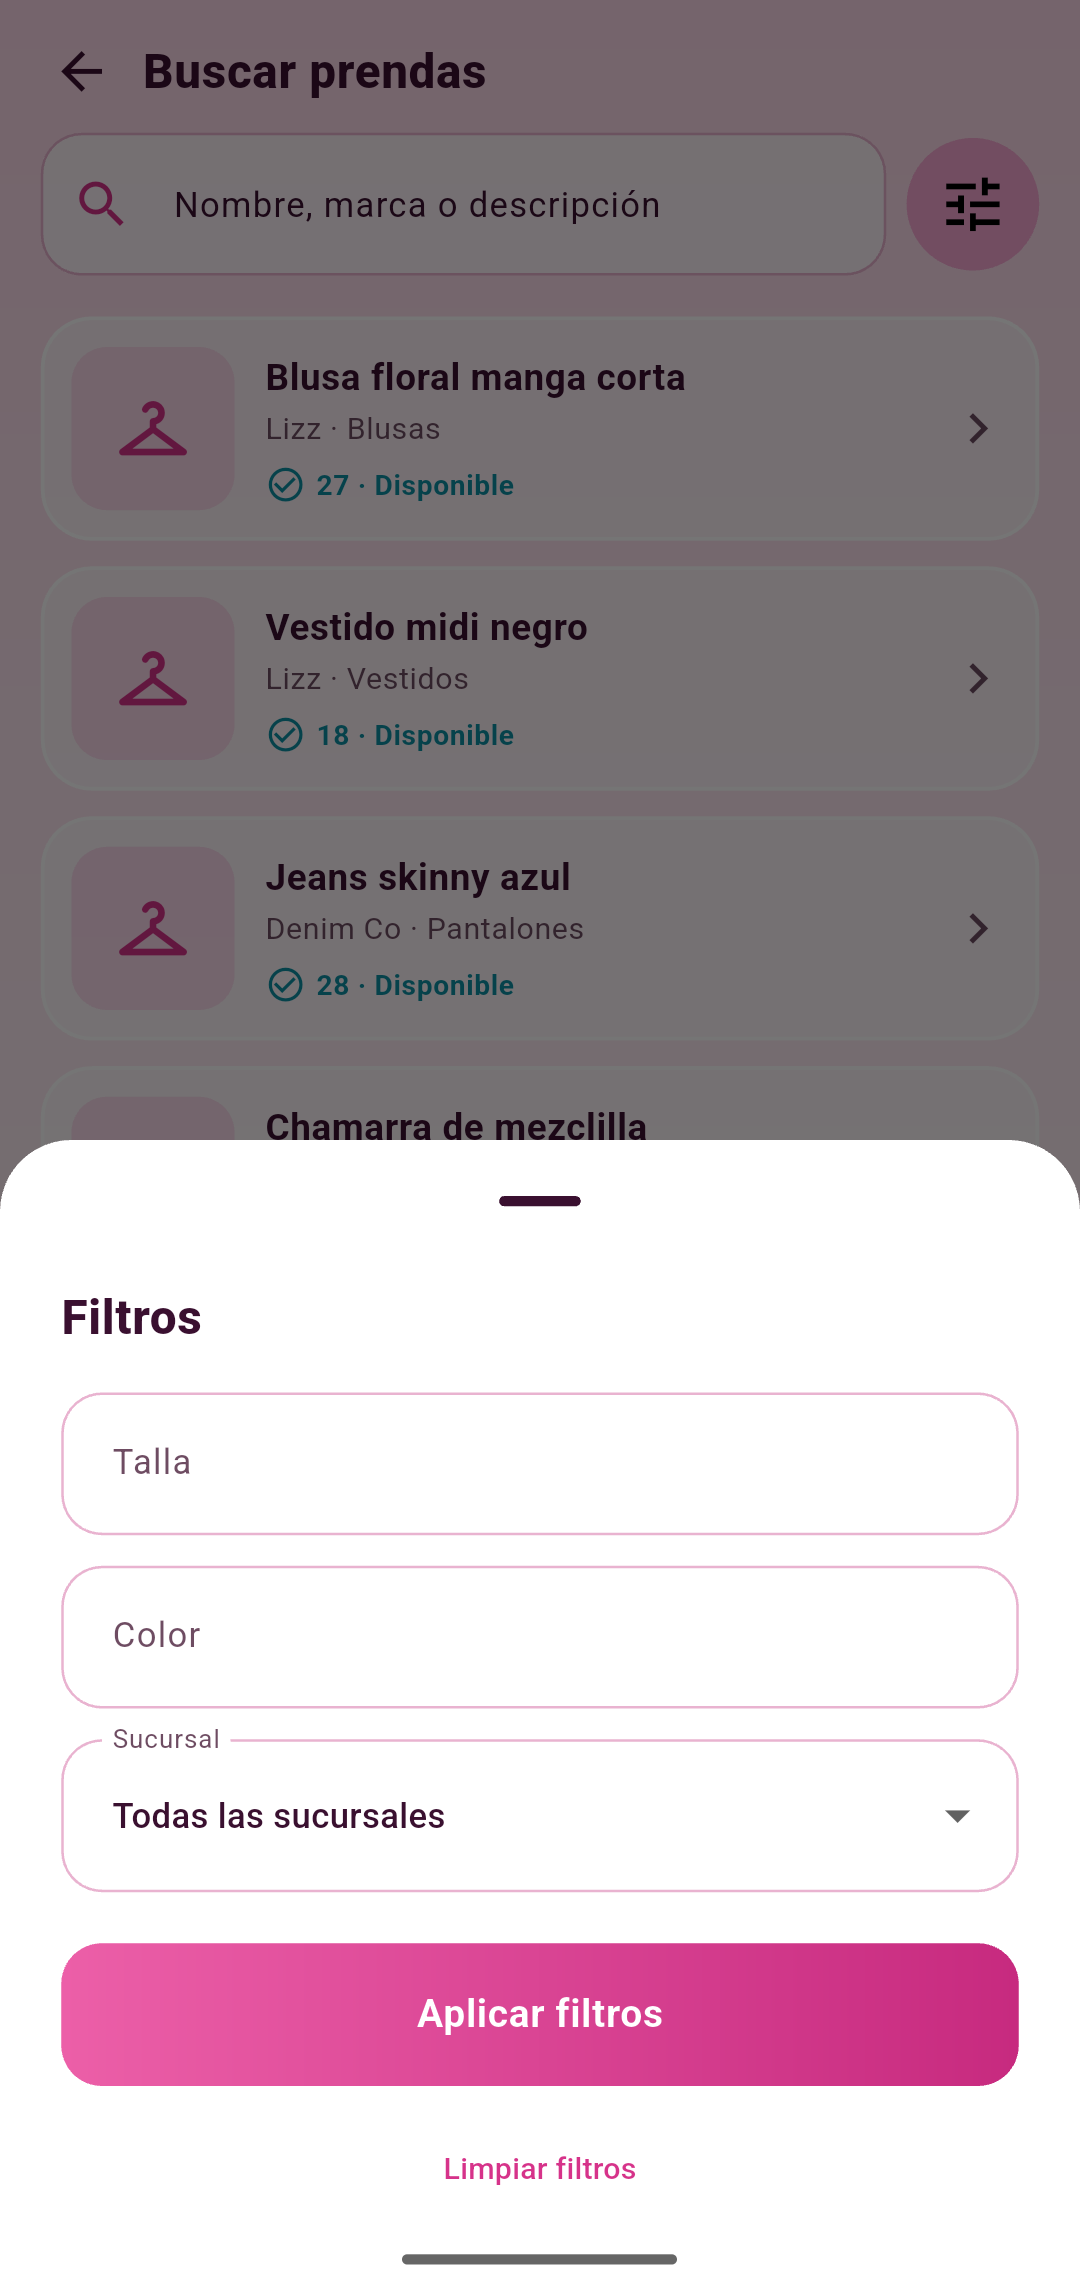 Buscar prendas
Nombre, marca o descripción
Blusa floral manga corta
Lizz · Blusas
27 · Disponible
Vestido midi negro
Lizz · Vestidos
18 · Disponible
Jeans skinny azul
Denim Co · Pantalones
28 · Disponible
Chamarra de mezclilla
Filtros
Talla
Color
Sucursal
Todas las sucursales
Aplicar filtros
Limpiar filtros